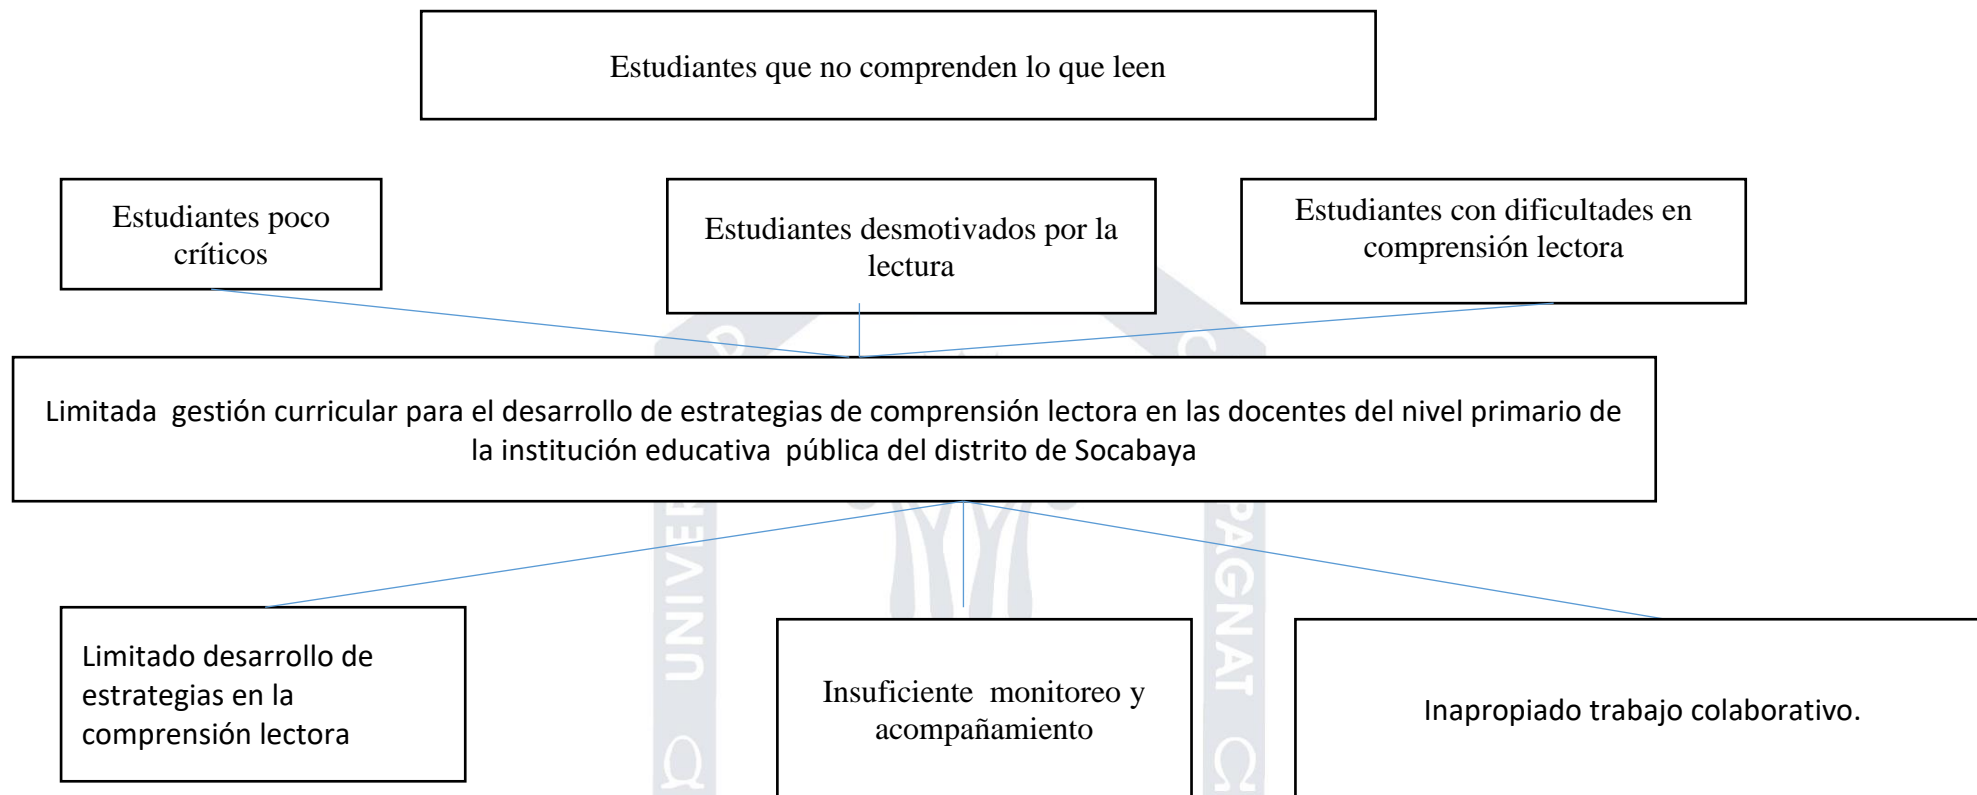 Estudiantes que no comprenden lo que leen
Estudiantes poco
críticos
Estudiantes desmotivados por la
lectura
Estudiantes con dificultades en
comprensión lectora
Limitada  gestión curricular para el desarrollo de estrategias de comprensión lectora en las docentes del nivel primario de
la institución educativa  pública del distrito de Socabaya
Limitado desarrollo de
estrategias en la
comprensión lectora
Insuficiente  monitoreo y
acompañamiento
Inapropiado trabajo colaborativo.